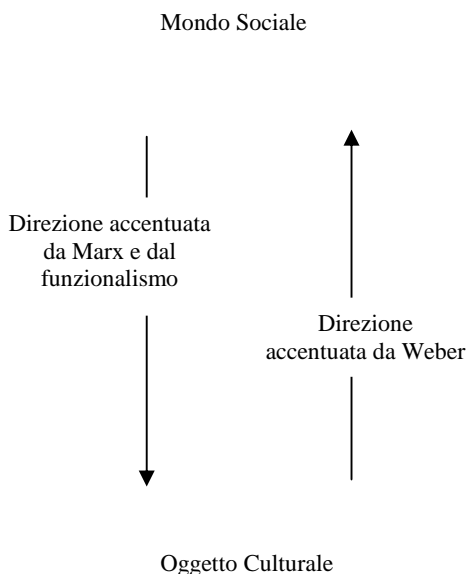 Mondo Sociale
Direzione accentuata
da Marx e dal
funzionalismo
Direzione
accentuata da Weber
Oggetto Culturale